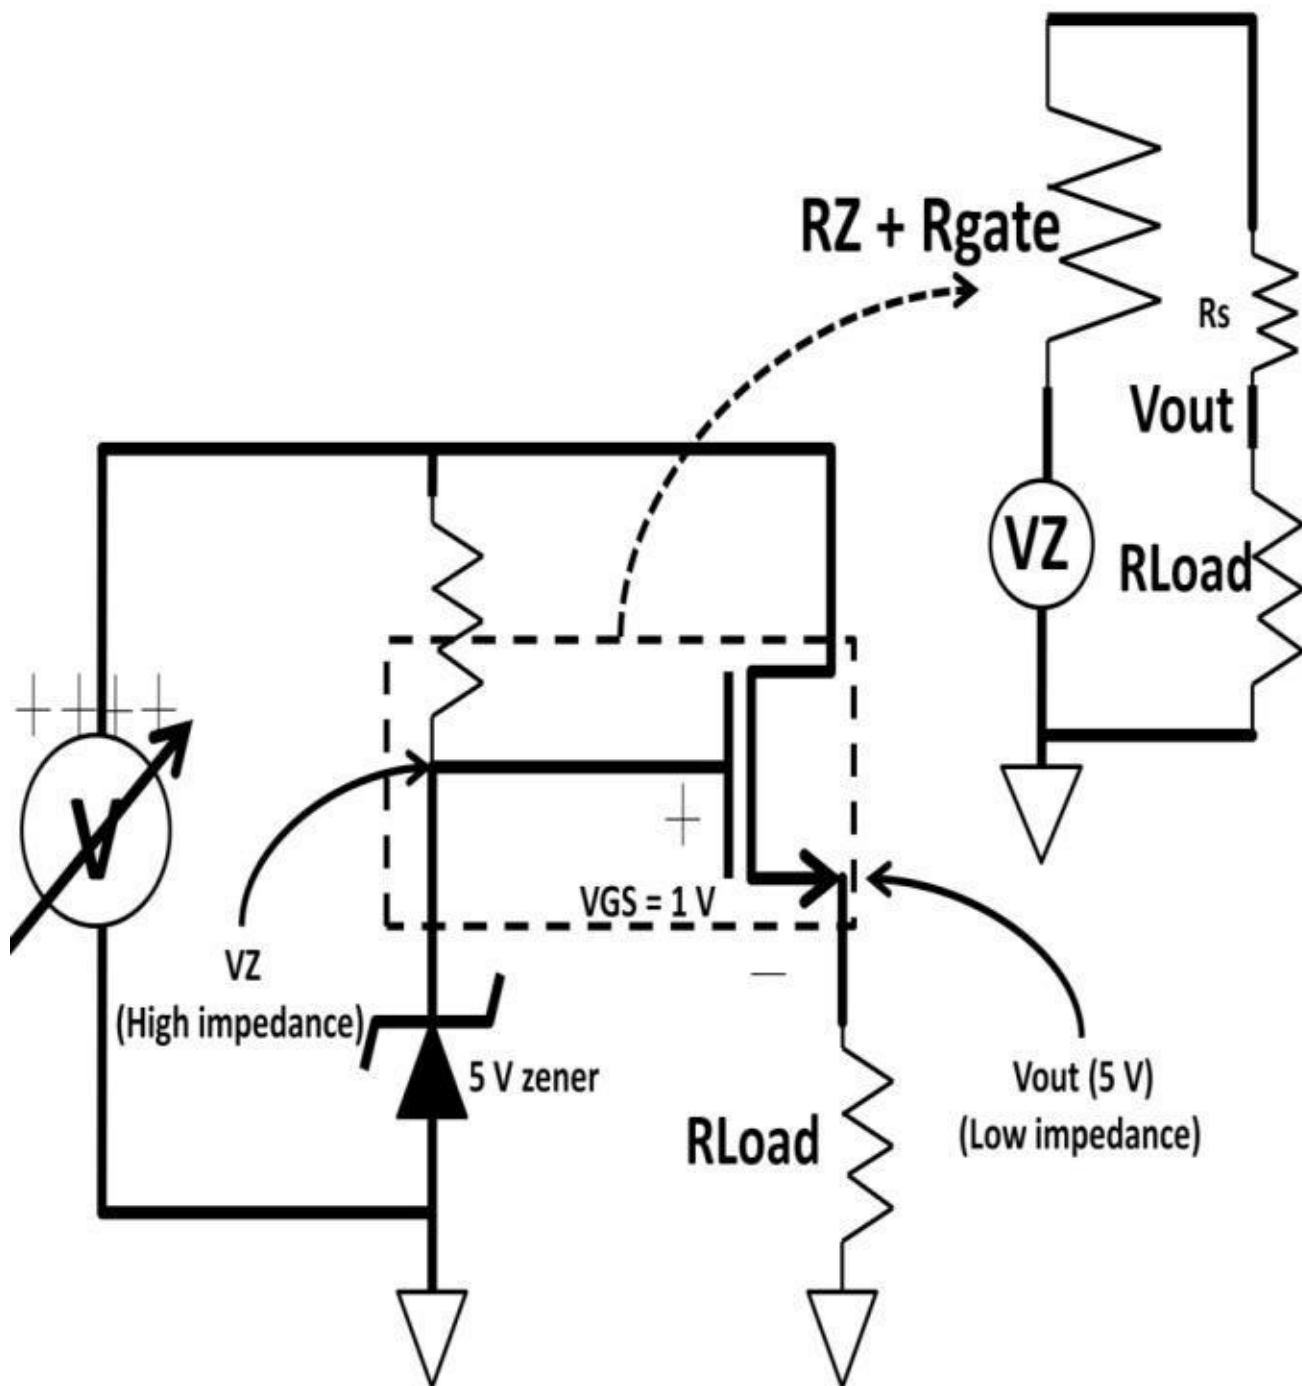 RZ + Rgate
Rs
Vout
VZ
RLoad
V
VGS = 1 V
VZ
(High impedance)
5 V zener
Vout (5 V)
(Low impedance)
RLoad